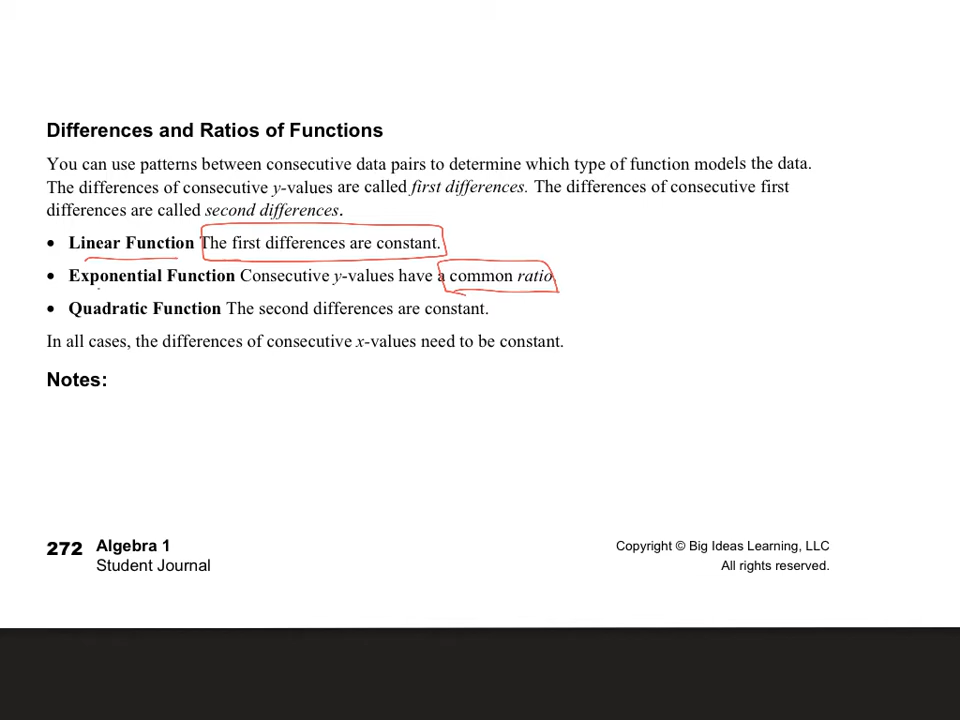 Differences and Ratios of Functions
You can use patterns between consecutive data pairs to determine which type of function models the data.
The differences of consecutive y-values are called first differences. The differences of consecutive first
differences are called second differences.
• Linear Function The first differences are constant.
• Exponential Function Consecutive y-values have a common ratio
• Quadratic Function The second differences are constant.
In all cases, the differences of consecutive x-values need to be constant.
Notes:
272 Algebra 1 Copyright © Big Ideas Learning, LLC
Student Journal All rights reserved.